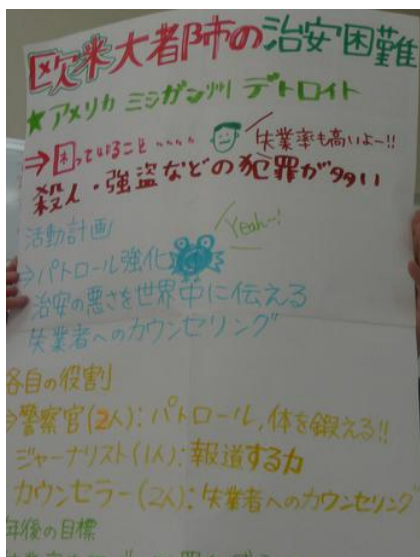 欧米大都市の治安困難
★アメリカ ミシガン州 デトロイト
⇒困っていること.....
失業率も高いよー!!
殺人・強盗などの犯罪が多い
活動計画
Yeah~!
⇒パトロール強化
治安の悪さを世界中に伝える
失業者へのカウンセリング
各自の役割
⇒警察官(2人):パトロール,体を鍛える!!
ジャーナリスト(1人):報道する力
カウンセラー(2人):失業者へのカウンセリング
年後の目標